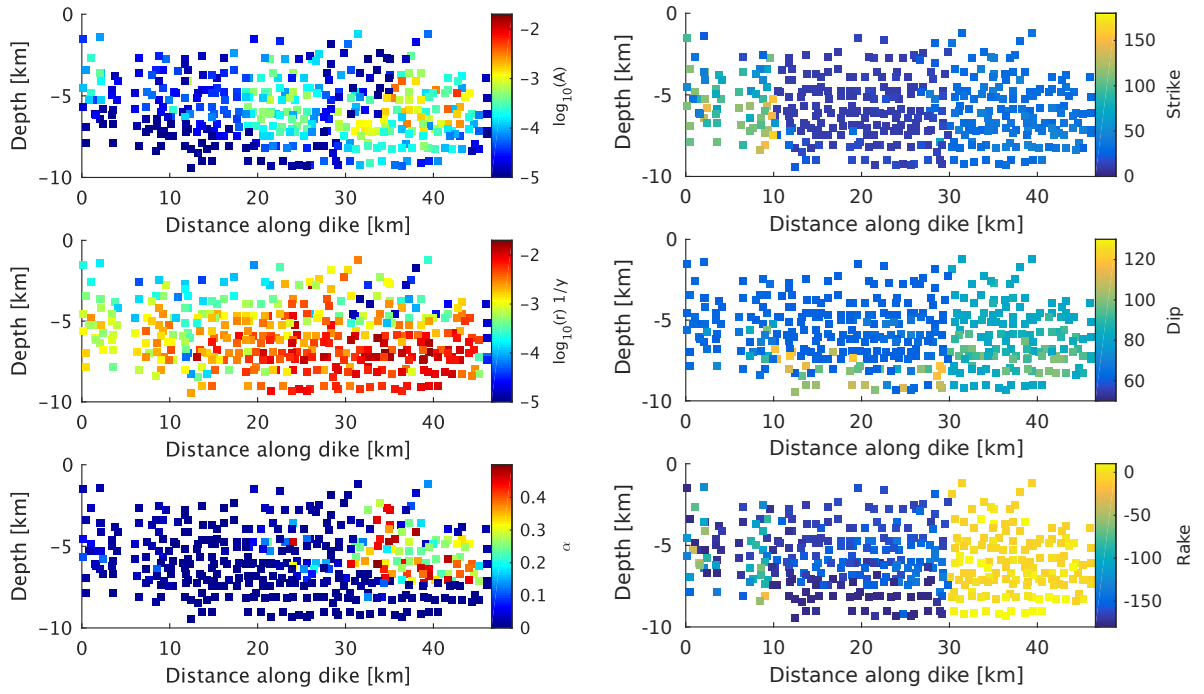 0
−5
−10
Depth [km]
0 10 20 30 40
Distance along dike [km]
−2
−3
−4
−5
log10(A)
0
−5
−10
Depth [km]
0 10 20 30 40
Distance along dike [km]
150
100
50
0
Strike
0
−5
−10
Depth [km]
0 10 20 30 40
Distance along dike [km]
−2
−3
−4
−5
log10(r) 1/y
0
−5
−10
Depth [km]
0 10 20 30 40
Distance along dike [km]
120
100
80
60
Dip
0
−5
−10
Depth [km]
0 10 20 30 40
Distance along dike [km]
0.4
0.3
0.2
0.1
0
α
0
−5
−10
Depth [km]
0 10 20 30 40
Distance along dike [km]
0
−50
−100
−150
Rake